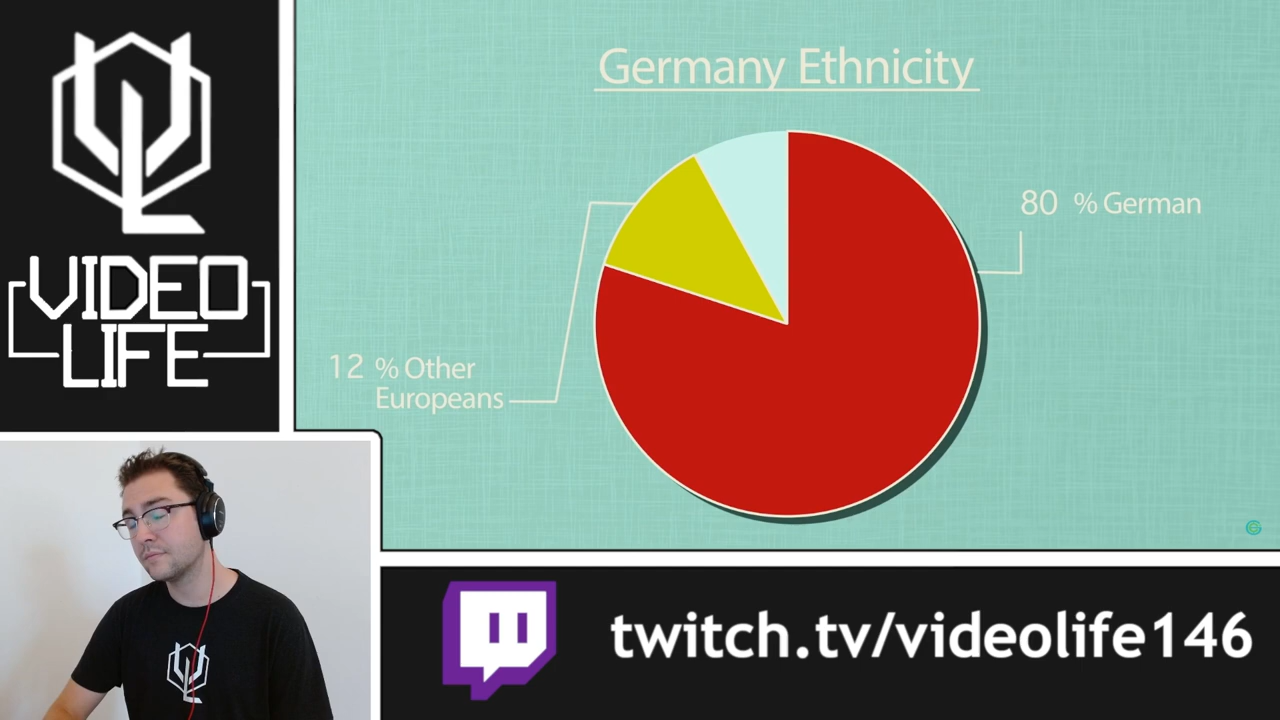 VIDEO
LIFE
Germany Ethnicity
80 % German
12 % Other
Europeans
twitch.tv/videolife146